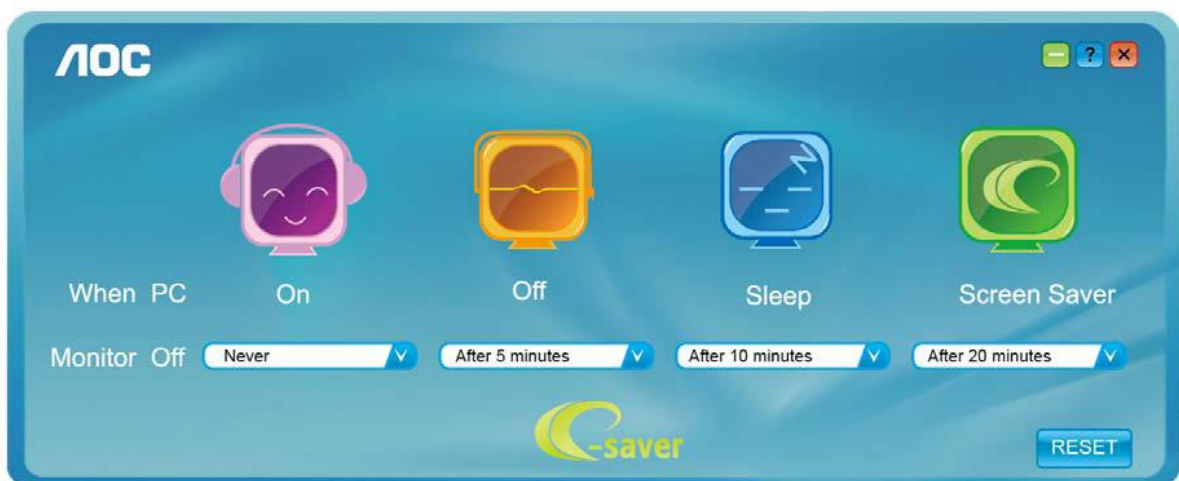 AOC
?
When PC On Off Sleep Screen Saver
Monitor Off Never After 5 minutes After 10 minutes After 20 minutes
e-saver
RESET